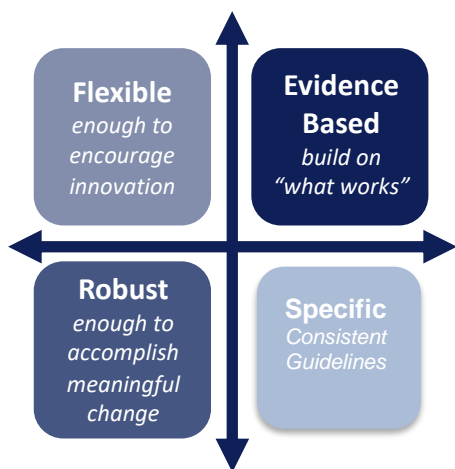 Flexible
enough to
encourage
innovation
Evidence
Based
build on
“what works”
Robust
enough to
accomplish
meaningful
change
Specific
Consistent
Guidelines